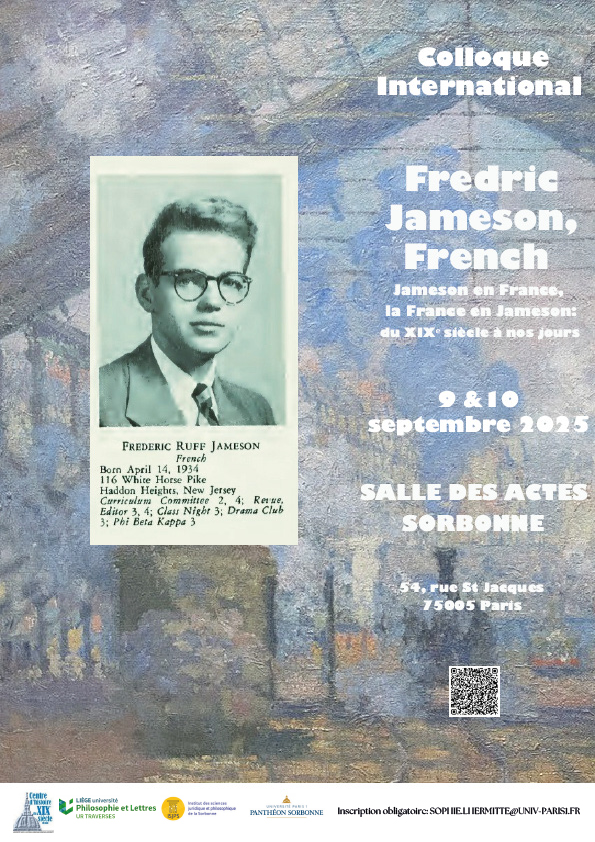 Colloque
International
Fredric
Jameson,
French
Jameson en France,
la France en Jameson:
du XIXe siècle à nos jours
9 & 10
septembre 2025
SALLE DES ACTES
SORBONNE
54, rue St Jacques
75005 Paris
FREDERIC RUFF JAMESON
French
Born April 14, 1934
116 White Horse Pike
Haddon Heights, New Jersey
Curriculum Committee 2, 4; Revue,
Editor 3, 4; Class Night 3; Drama Club
3; Phi Beta Kappa 3
Centre
d'histoire
du XIXe
siècle
LIÈGE université
Philosophie et Lettres
UR TRAVERSES
ISJPS
Institut des sciences
juridique et philosophique
de la Sorbonne
UNIVERSITÉ PARIS 1
PANTHÉON SORBONNE
Inscription obligatoire: SOPHIE.LHERMITTE@UNIV-PARIS1.FR